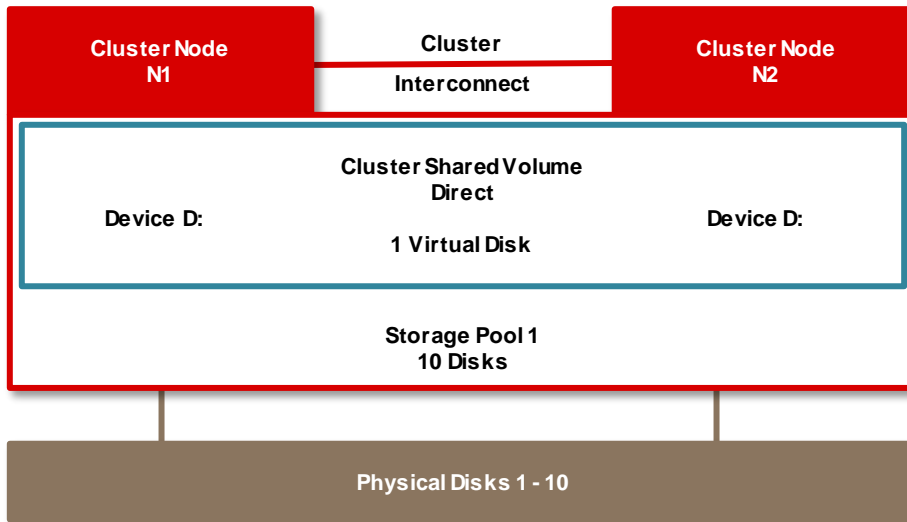 Cluster Node
N1
Cluster
Interconnect
Cluster Node
N2
Cluster Shared Volume
Direct
Device D:
1 Virtual Disk
Device D:
Storage Pool 1
10 Disks
Physical Disks 1 - 10